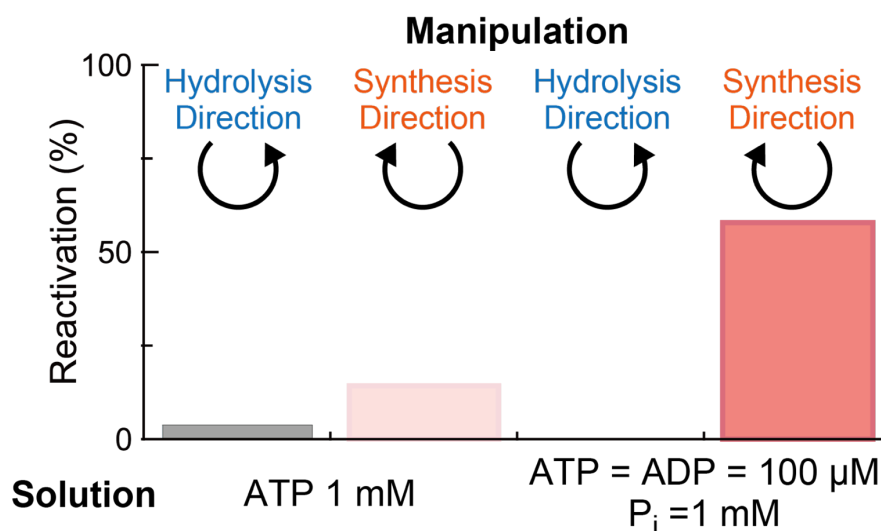 Manipulation
100
Hydrolysis Synthesis Hydrolysis Synthesis
Direction Direction Direction Direction
Reactivation (%)
50
0
Solution
ATP 1 mM
ATP = ADP = 100 µM
Pi =1 mM